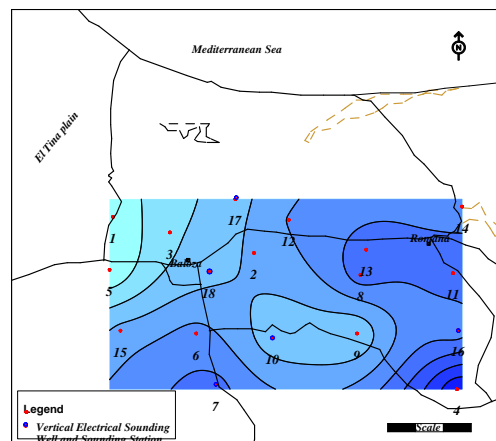 Mediterranean Sea
N
El Tina plain
17
14
1
12
Romana
3
Baloza
2
13
18
11
5
8
15
6
10
9
16
7
4
Legend
Vertical Electrical Sounding
Well and Sounding Station
Scale